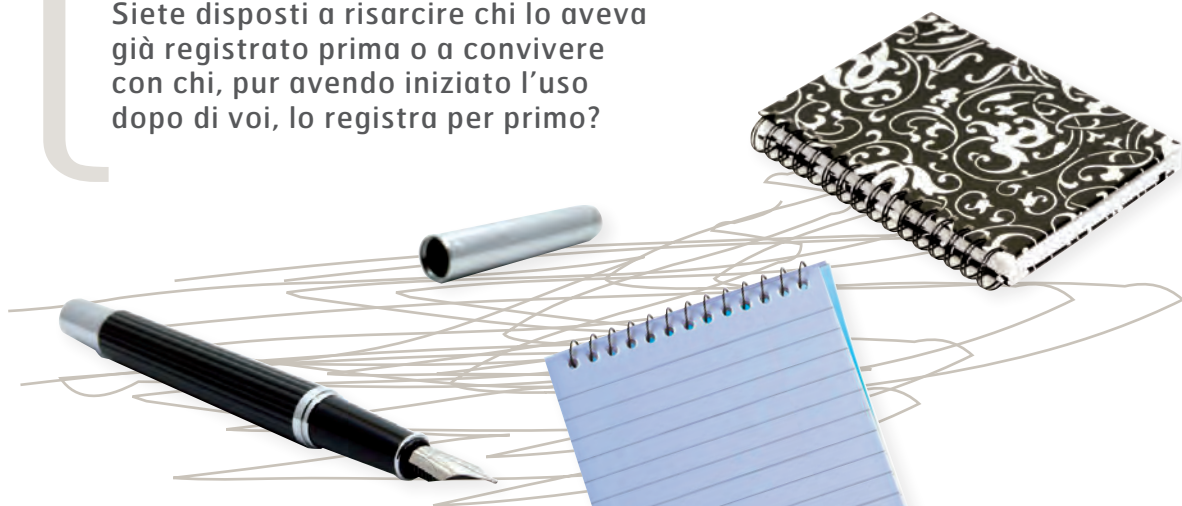 Siete disposti a risarcire chi lo aveva
già registrato prima o a convivere
con chi, pur avendo iniziato l'uso
dopo di voi, lo registra per primo?